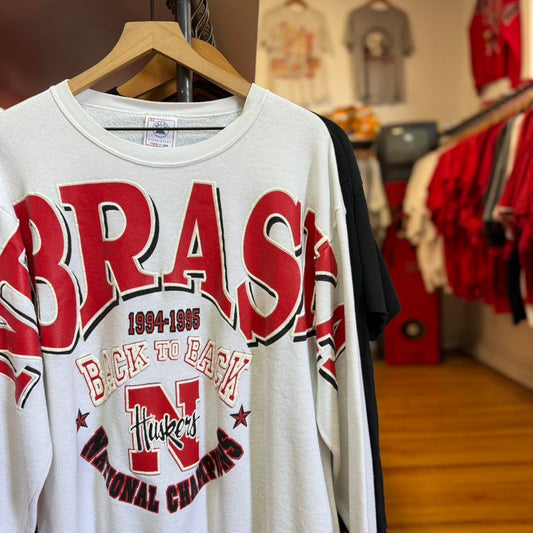 BRASK
1994-1995
BACK TO BACK
N
Huskers
NATIONAL CHAMPIONS